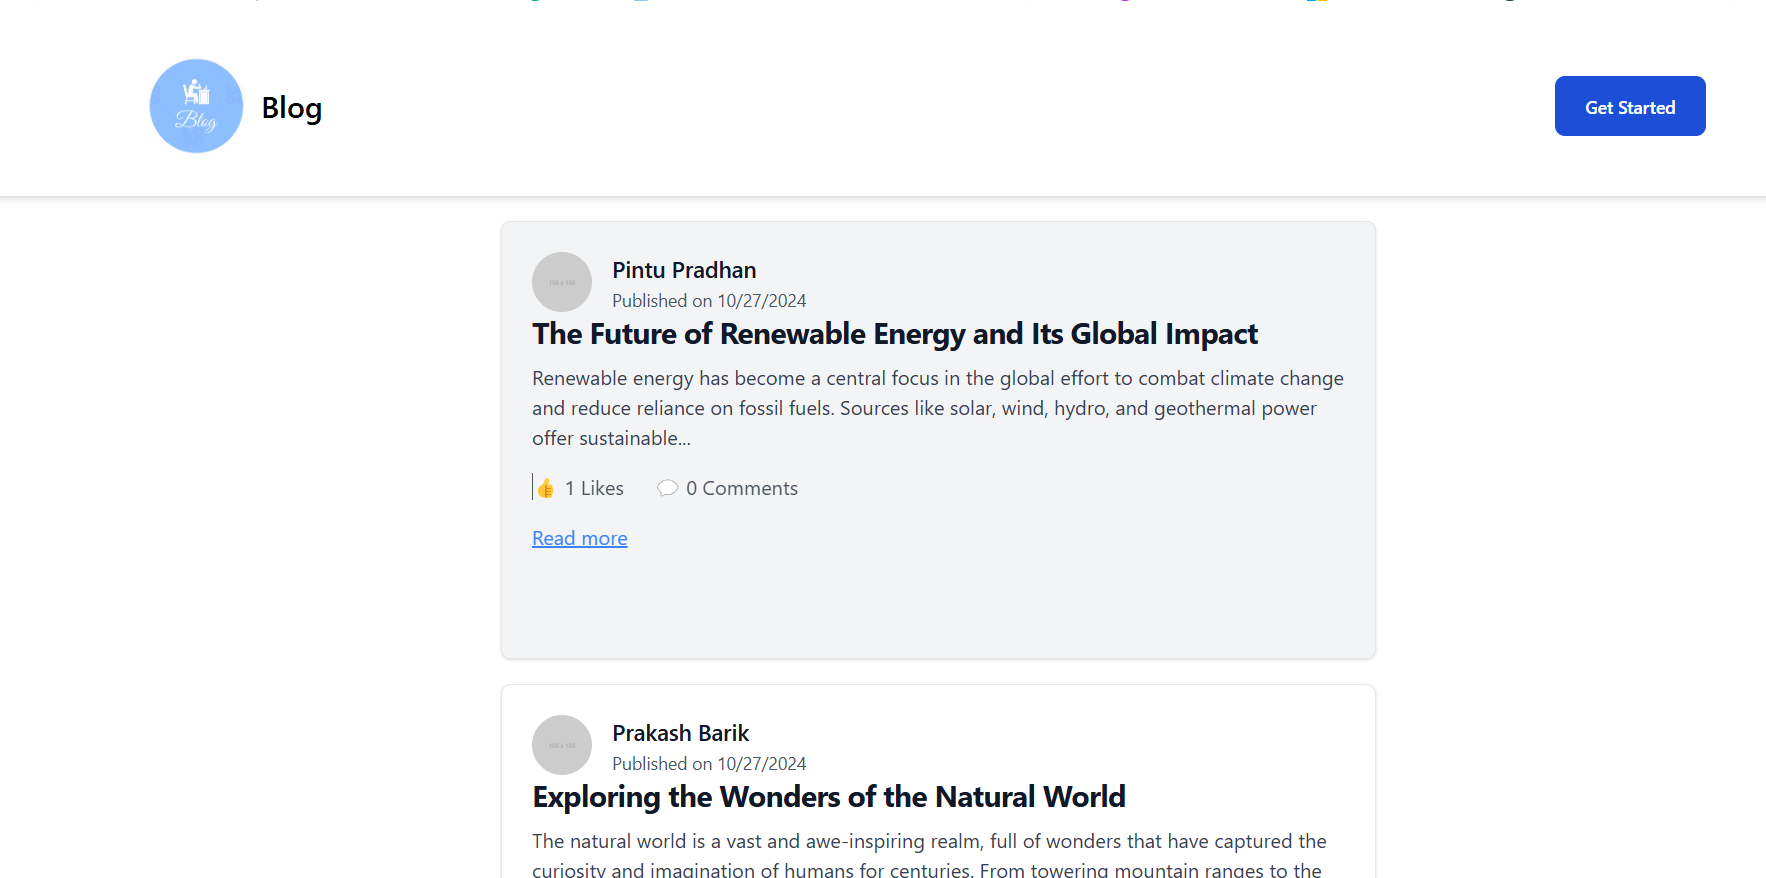 Blog
Blog
Get Started
Pintu Pradhan
Published on 10/27/2024
The Future of Renewable Energy and Its Global Impact
Renewable energy has become a central focus in the global effort to combat climate change
and reduce reliance on fossil fuels. Sources like solar, wind, hydro, and geothermal power
offer sustainable...
1 Likes 0 Comments
Read more
Prakash Barik
Published on 10/27/2024
Exploring the Wonders of the Natural World
The natural world is a vast and awe-inspiring realm, full of wonders that have captured the
curiosity and imagination of humans for centuries. From towering mountain ranges to the